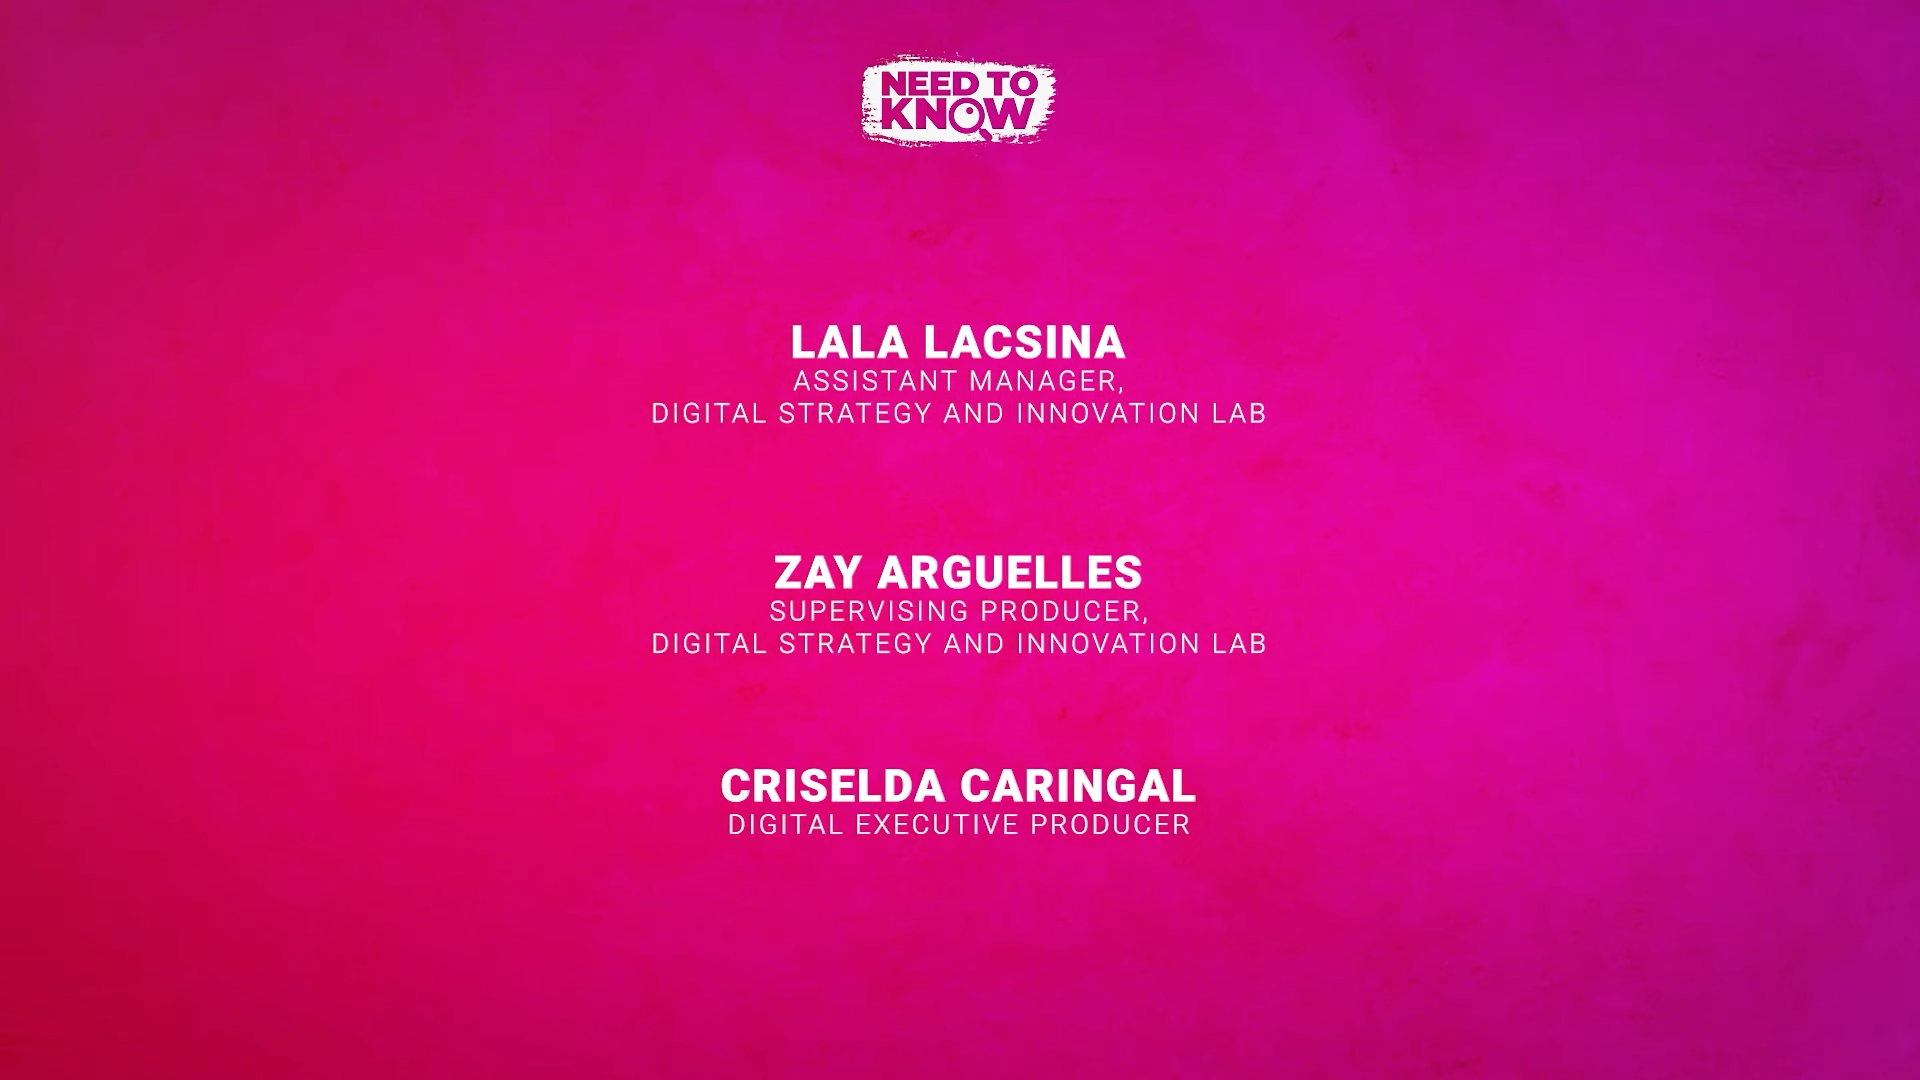 NEED TO
KNOW
LALA LACSINA
ASSISTANT MANAGER,
DIGITAL STRATEGY AND INNOVATION LAB
ZAY ARGUELLES
SUPERVISING PRODUCER,
DIGITAL STRATEGY AND INNOVATION LAB
CRISELDA CARINGAL
DIGITAL EXECUTIVE PRODUCER